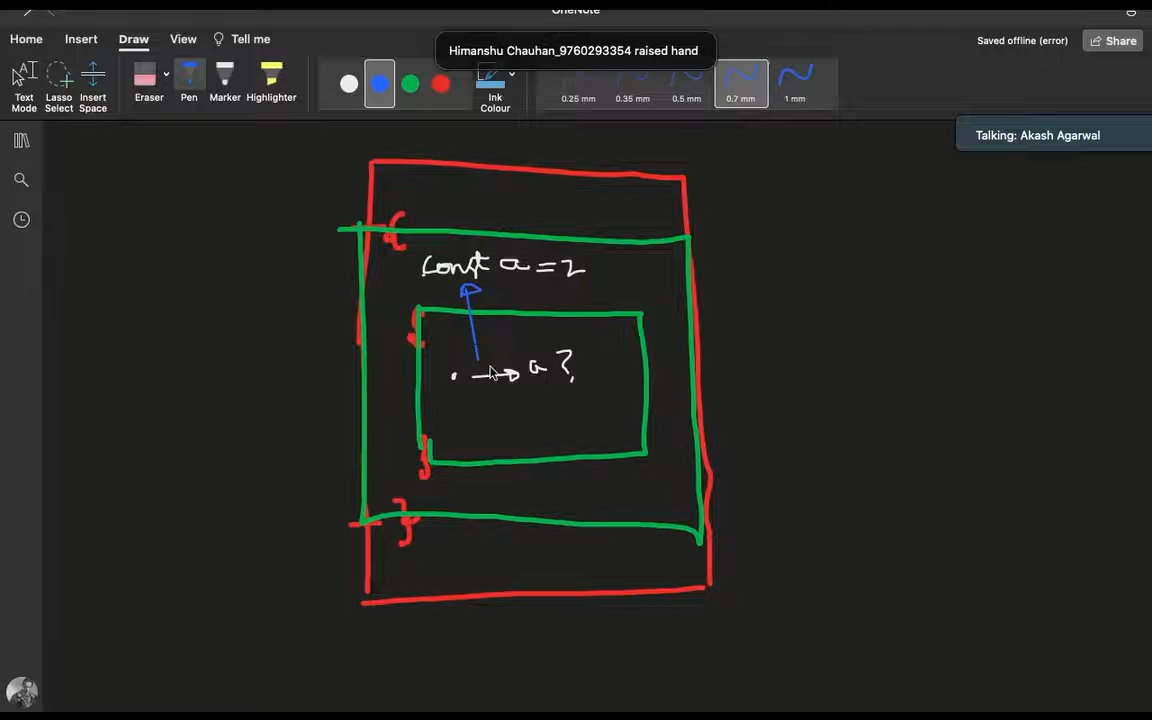 OneNote
Himanshu Chauhan_9760293354 raised hand
Home Insert Draw View Tell me
Saved offline (error) Share
Text Mode
Lasso Select
Insert Space
Eraser
Pen
Marker
Highlighter
Ink Colour
0.25 mm
0.35 mm
0.5 mm
0.7 mm
1 mm
Talking: Akash Agarwal
{
const a = 2
{
. → a ?
}
}